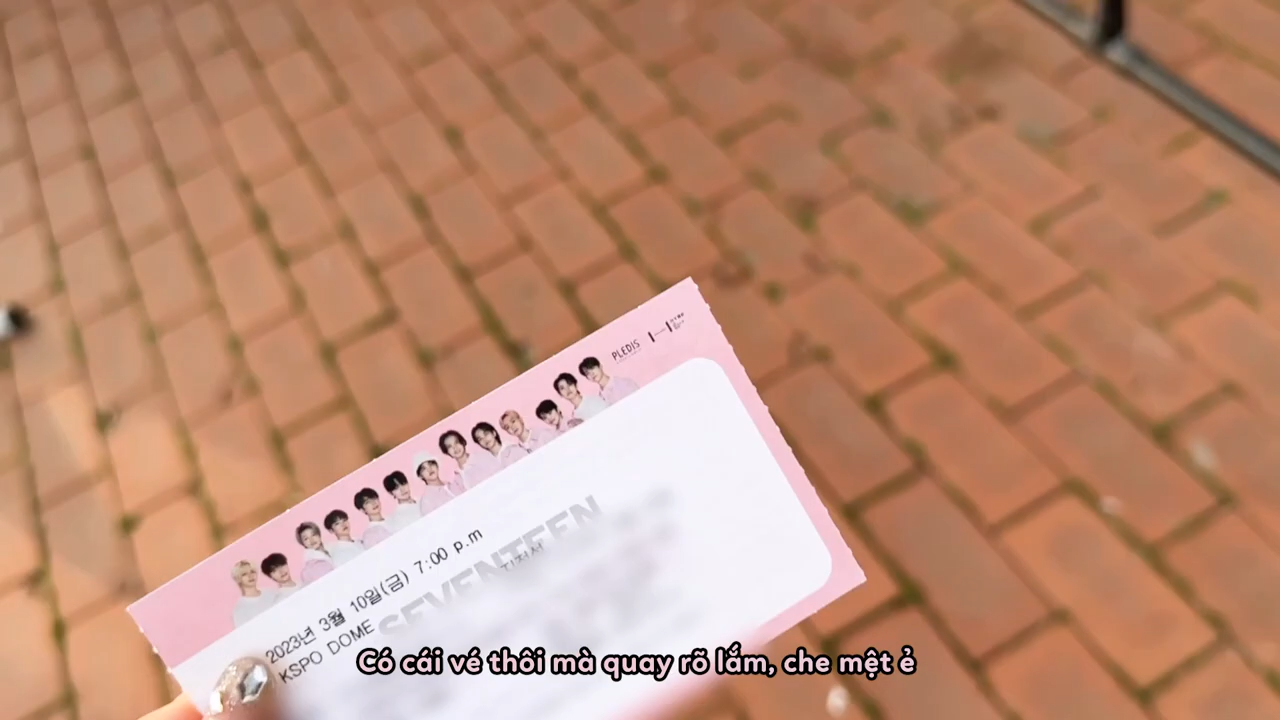 PLEDIS
2023년 3월 10일(금) 7:00 p.m
SEVENTEEN
KSPO DOME
Có cái vé thôi mà quay rõ lắm, che mệt ẻ